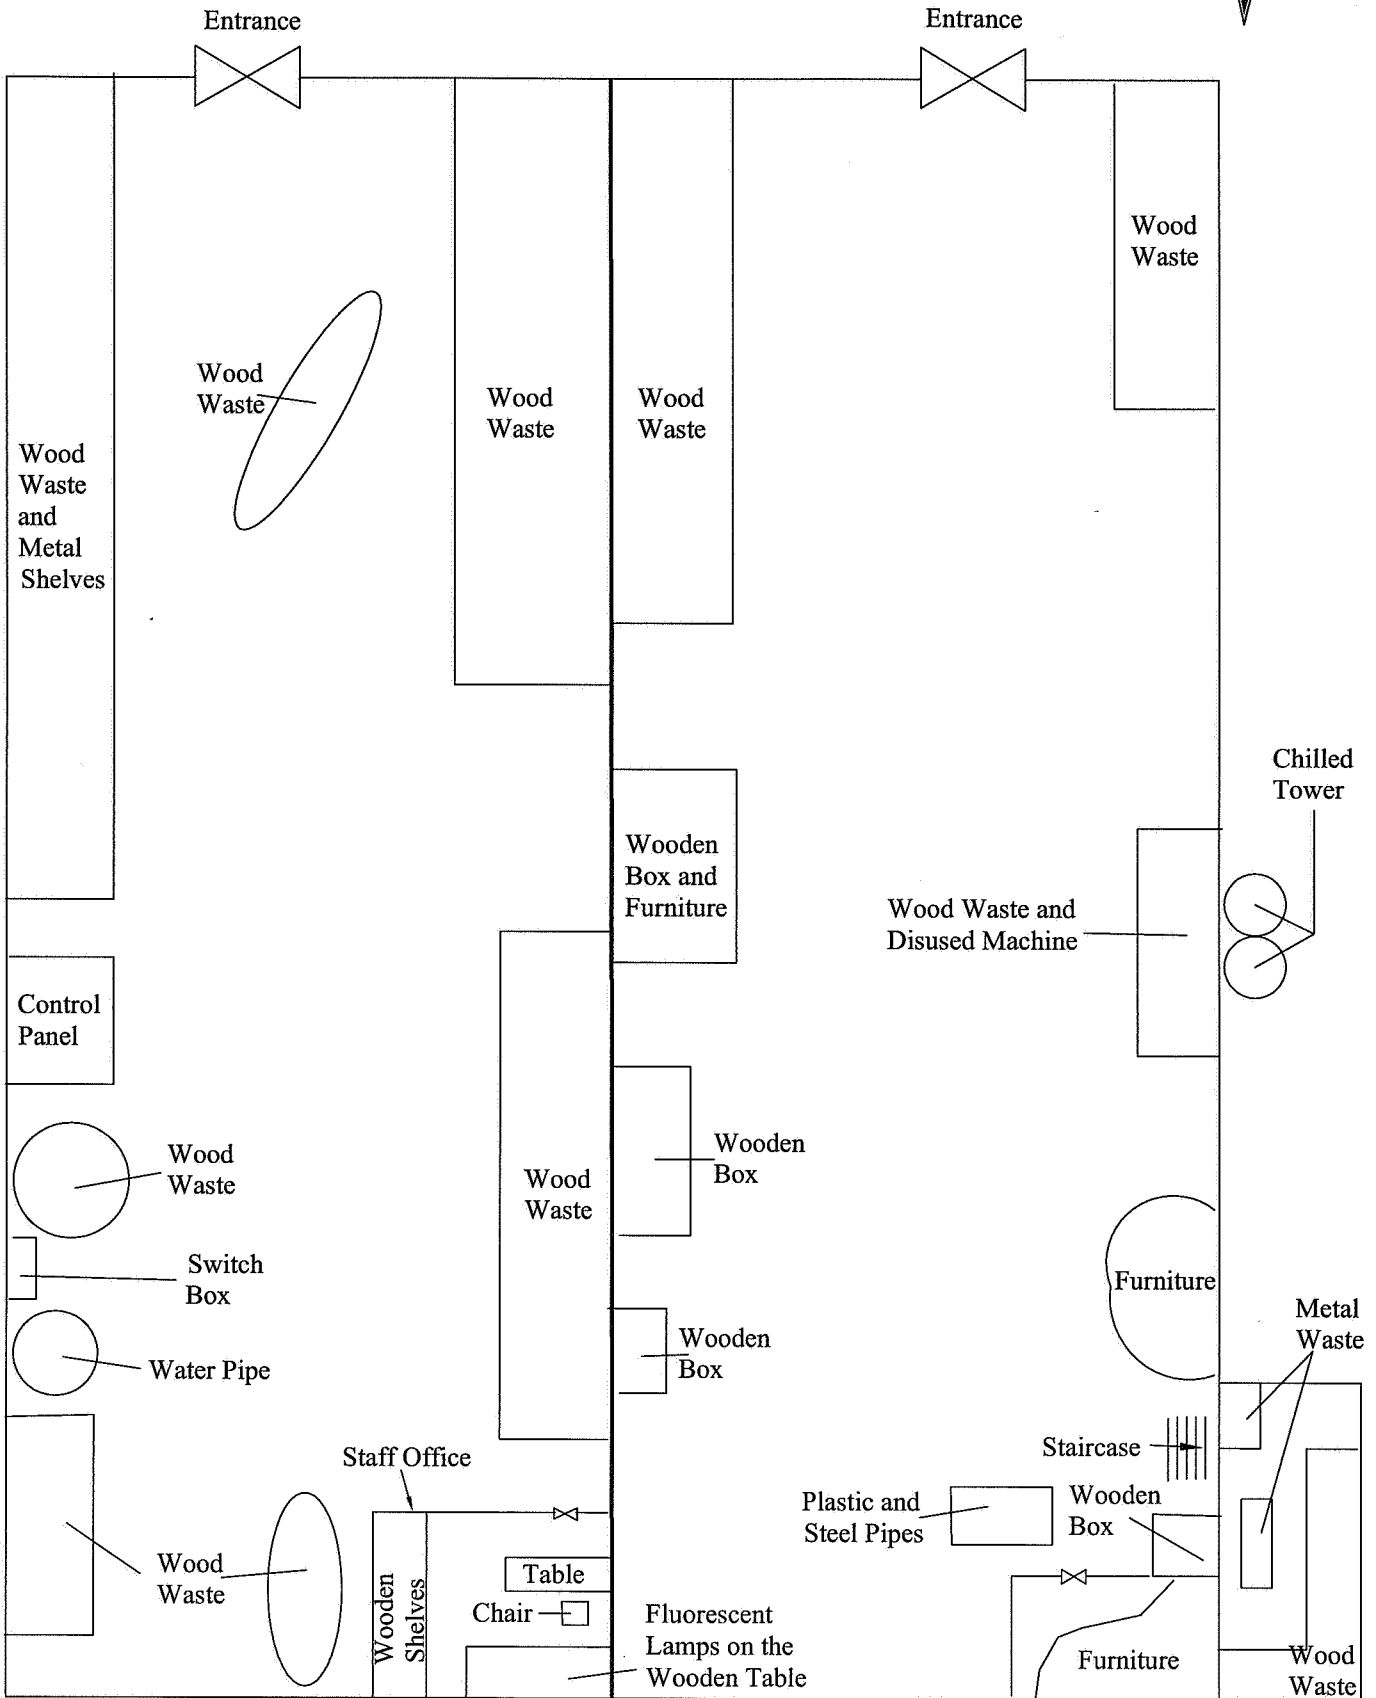 Entrance
Entrance
Wood
Waste
Wood
Waste
Wood
Waste
Wood
Waste
Wood
Waste
and
Metal
Shelves
Chilled
Tower
Wooden
Box and
Furniture
Wood Waste and
Disused Machine
Control
Panel
Wood
Waste
Wooden
Box
Wood
Waste
Switch
Box
Furniture
Metal
Waste
Water Pipe
Wooden
Box
Staff Office
Staircase
Plastic and
Steel Pipes
Wooden
Box
Wood
Waste
Wooden
Shelves
Table
Chair
Fluorescent
Lamps on the
Wooden Table
Furniture
Wood
Waste